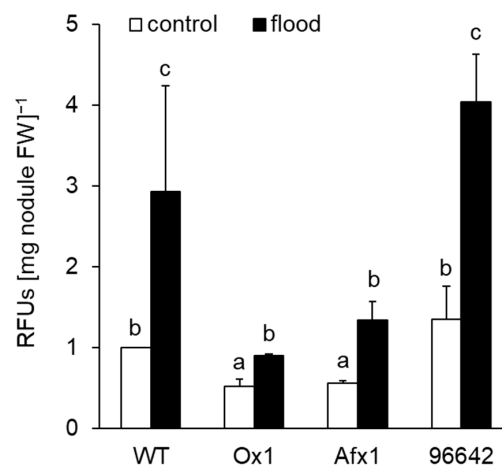 control flood
RFUs [mg nodule FW]⁻¹
5
4
3
2
1
0
b
c
a
b
a
b
b
c
WT Ox1 Afx1 96642